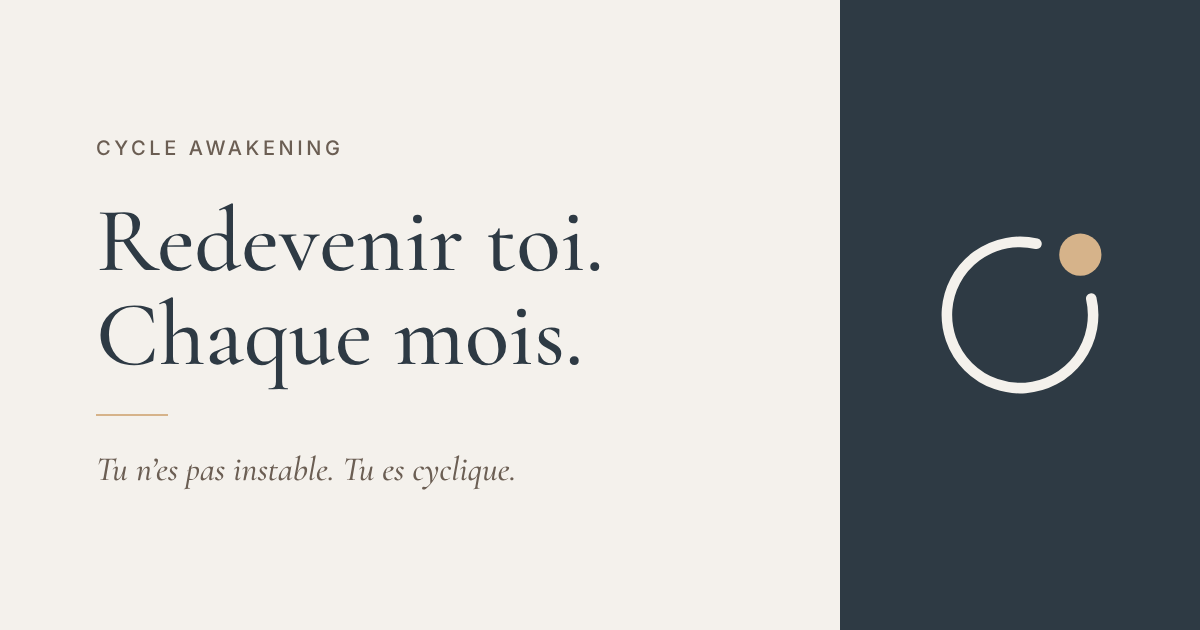 CYCLE AWAKENING
Redevenir toi.
Chaque mois.
Tu n’es pas instable. Tu es cyclique.